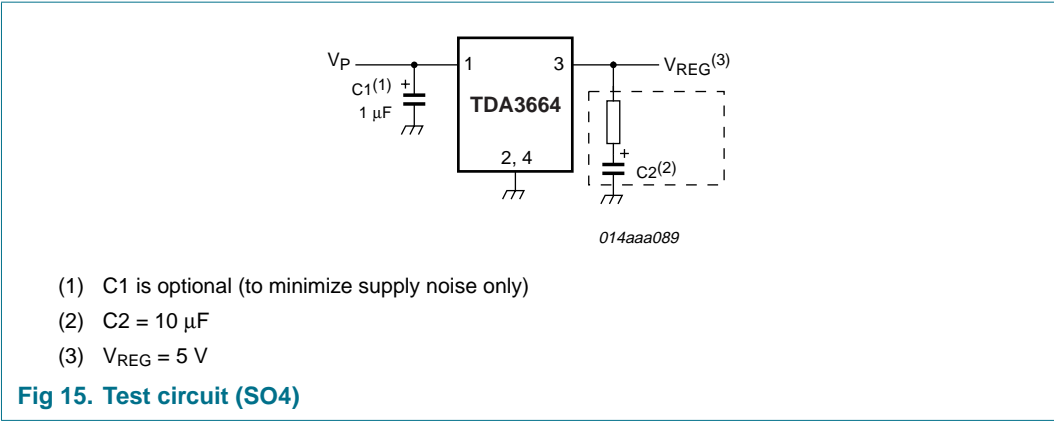 VP 1 3 VREG(3)
C1(1) +
1 μF
TDA3664
2, 4
+
C2(2)
014aaa089
(1) C1 is optional (to minimize supply noise only)
(2) C2 = 10 μF
(3) VREG = 5 V
Fig 15. Test circuit (SO4)